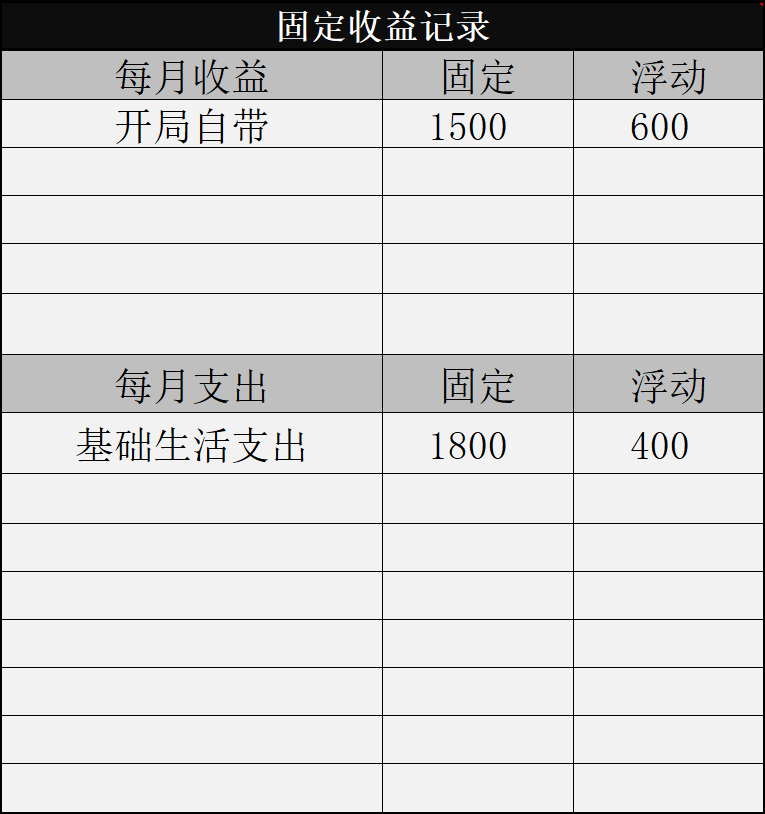 固定收益记录
每月收益 固定 浮动
开局自带 1500 600
每月支出 固定 浮动
基础生活支出 1800 400